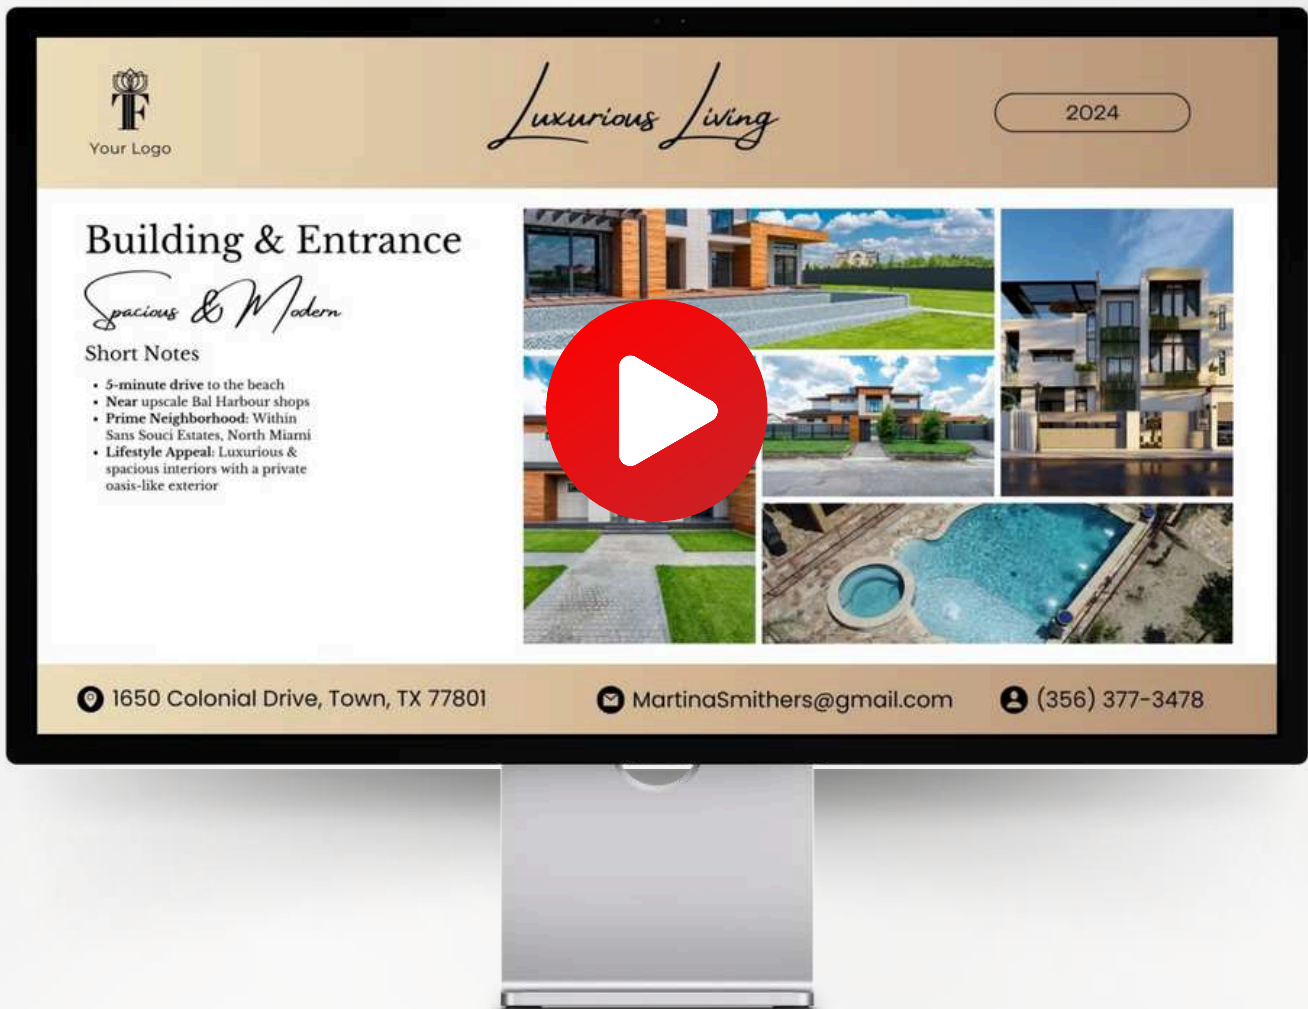 TF
Your Logo
Luxurious Living
2024
Building & Entrance
Spacious & Modern
Short Notes
• 5-minute drive to the beach
• Near upscale Bal Harbour shops
• Prime Neighborhood: Within
Sans Souci Estates, North Miami
• Lifestyle Appeal: Luxurious &
spacious interiors with a private
oasis-like exterior
1650 Colonial Drive, Town, TX 77801
MartinaSmithers@gmail.com
(356) 377-3478